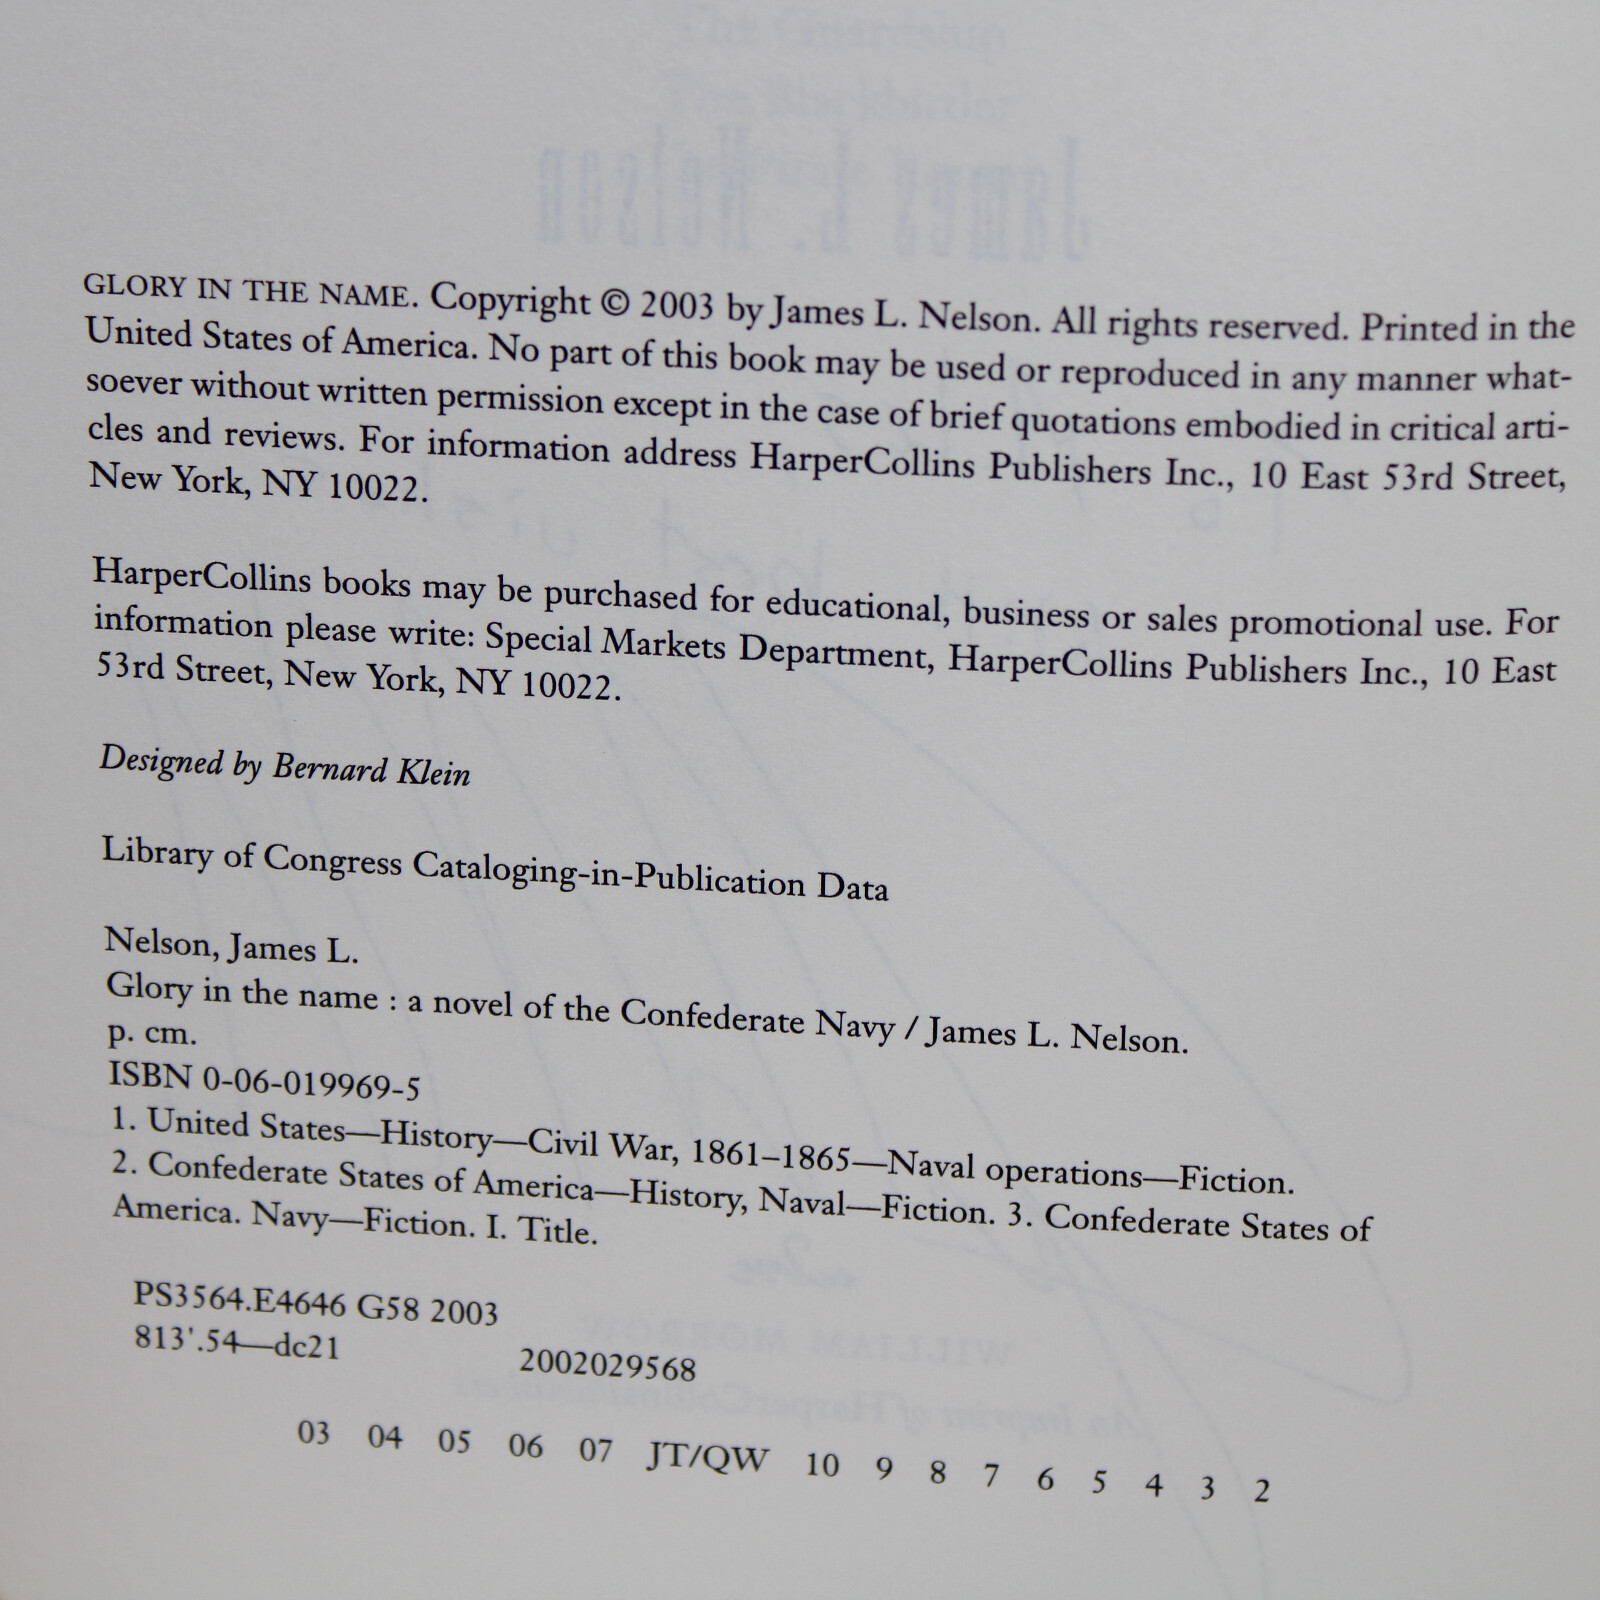 GLORY IN THE NAME. Copyright © 2003 by James L. Nelson. All rights reserved. Printed in the
United States of America. No part of this book may be used or reproduced in any manner what-
soever without written permission except in the case of brief quotations embodied in critical arti-
cles and reviews. For information address HarperCollins Publishers Inc., 10 East 53rd Street,
New York, NY 10022.
HarperCollins books may be purchased for educational, business or sales promotional use. For
information please write: Special Markets Department, HarperCollins Publishers Inc., 10 East
53rd Street, New York, NY 10022.
Designed by Bernard Klein
Library of Congress Cataloging-in-Publication Data
Nelson, James L.
Glory in the name : a novel of the Confederate Navy / James L. Nelson.
p. cm.
ISBN 0-06-019969-5
1. United States—History—Civil War, 1861–1865—Naval operations—Fiction.
2. Confederate States of America—History, Naval—Fiction. 3. Confederate States of
America. Navy—Fiction. I. Title.
PS3564.E4646 G58 2003
813'.54—dc21 2002029568
03 04 05 06 07 JT/QW 10 9 8 7 6 5 4 3 2